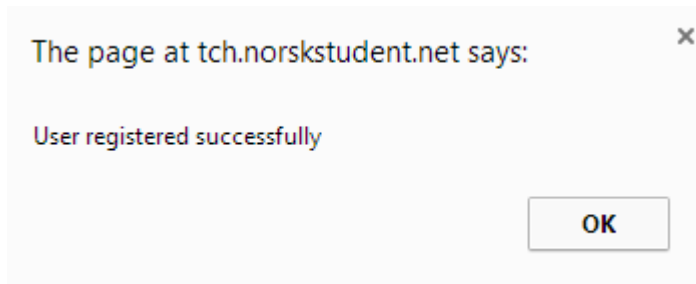 The page at tch.norskstudent.net says:
User registered successfully
OK